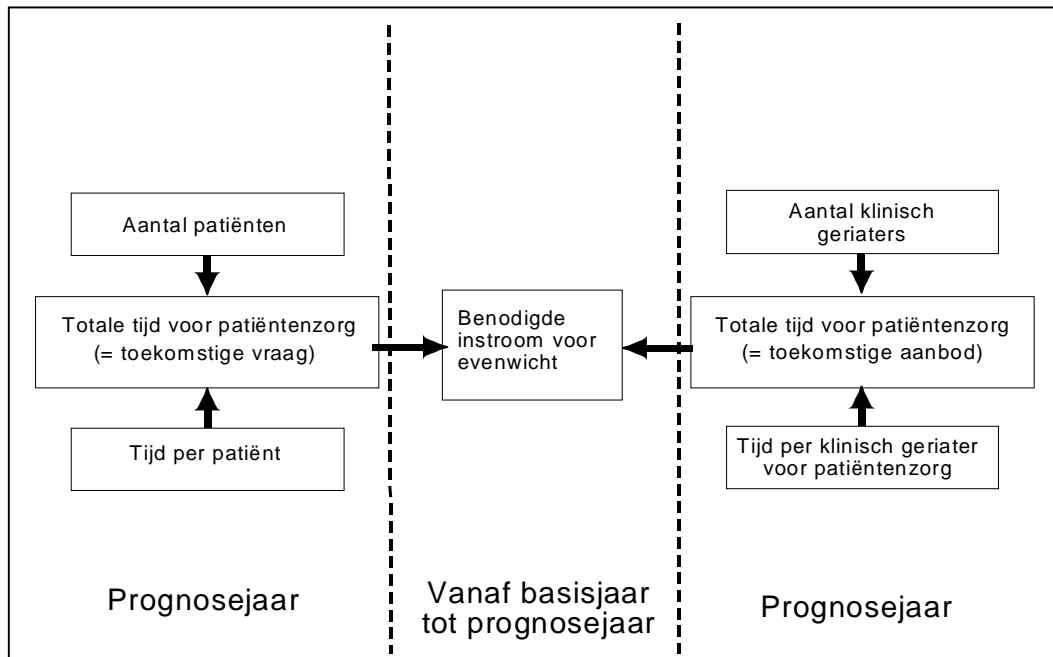 Aantal patiënten
Totale tijd voor patiëntenzorg
(= toekomstige vraag)
Tijd per patiënt
Prognosejaar
Benodigde
instroom voor
evenwicht
Vanaf basisjaar
tot prognosejaar
Aantal klinisch
geriaters
Totale tijd voor patiëntenzorg
(= toekomstige aanbod)
Tijd per klinisch geriater
voor patiëntenzorg
Prognosejaar